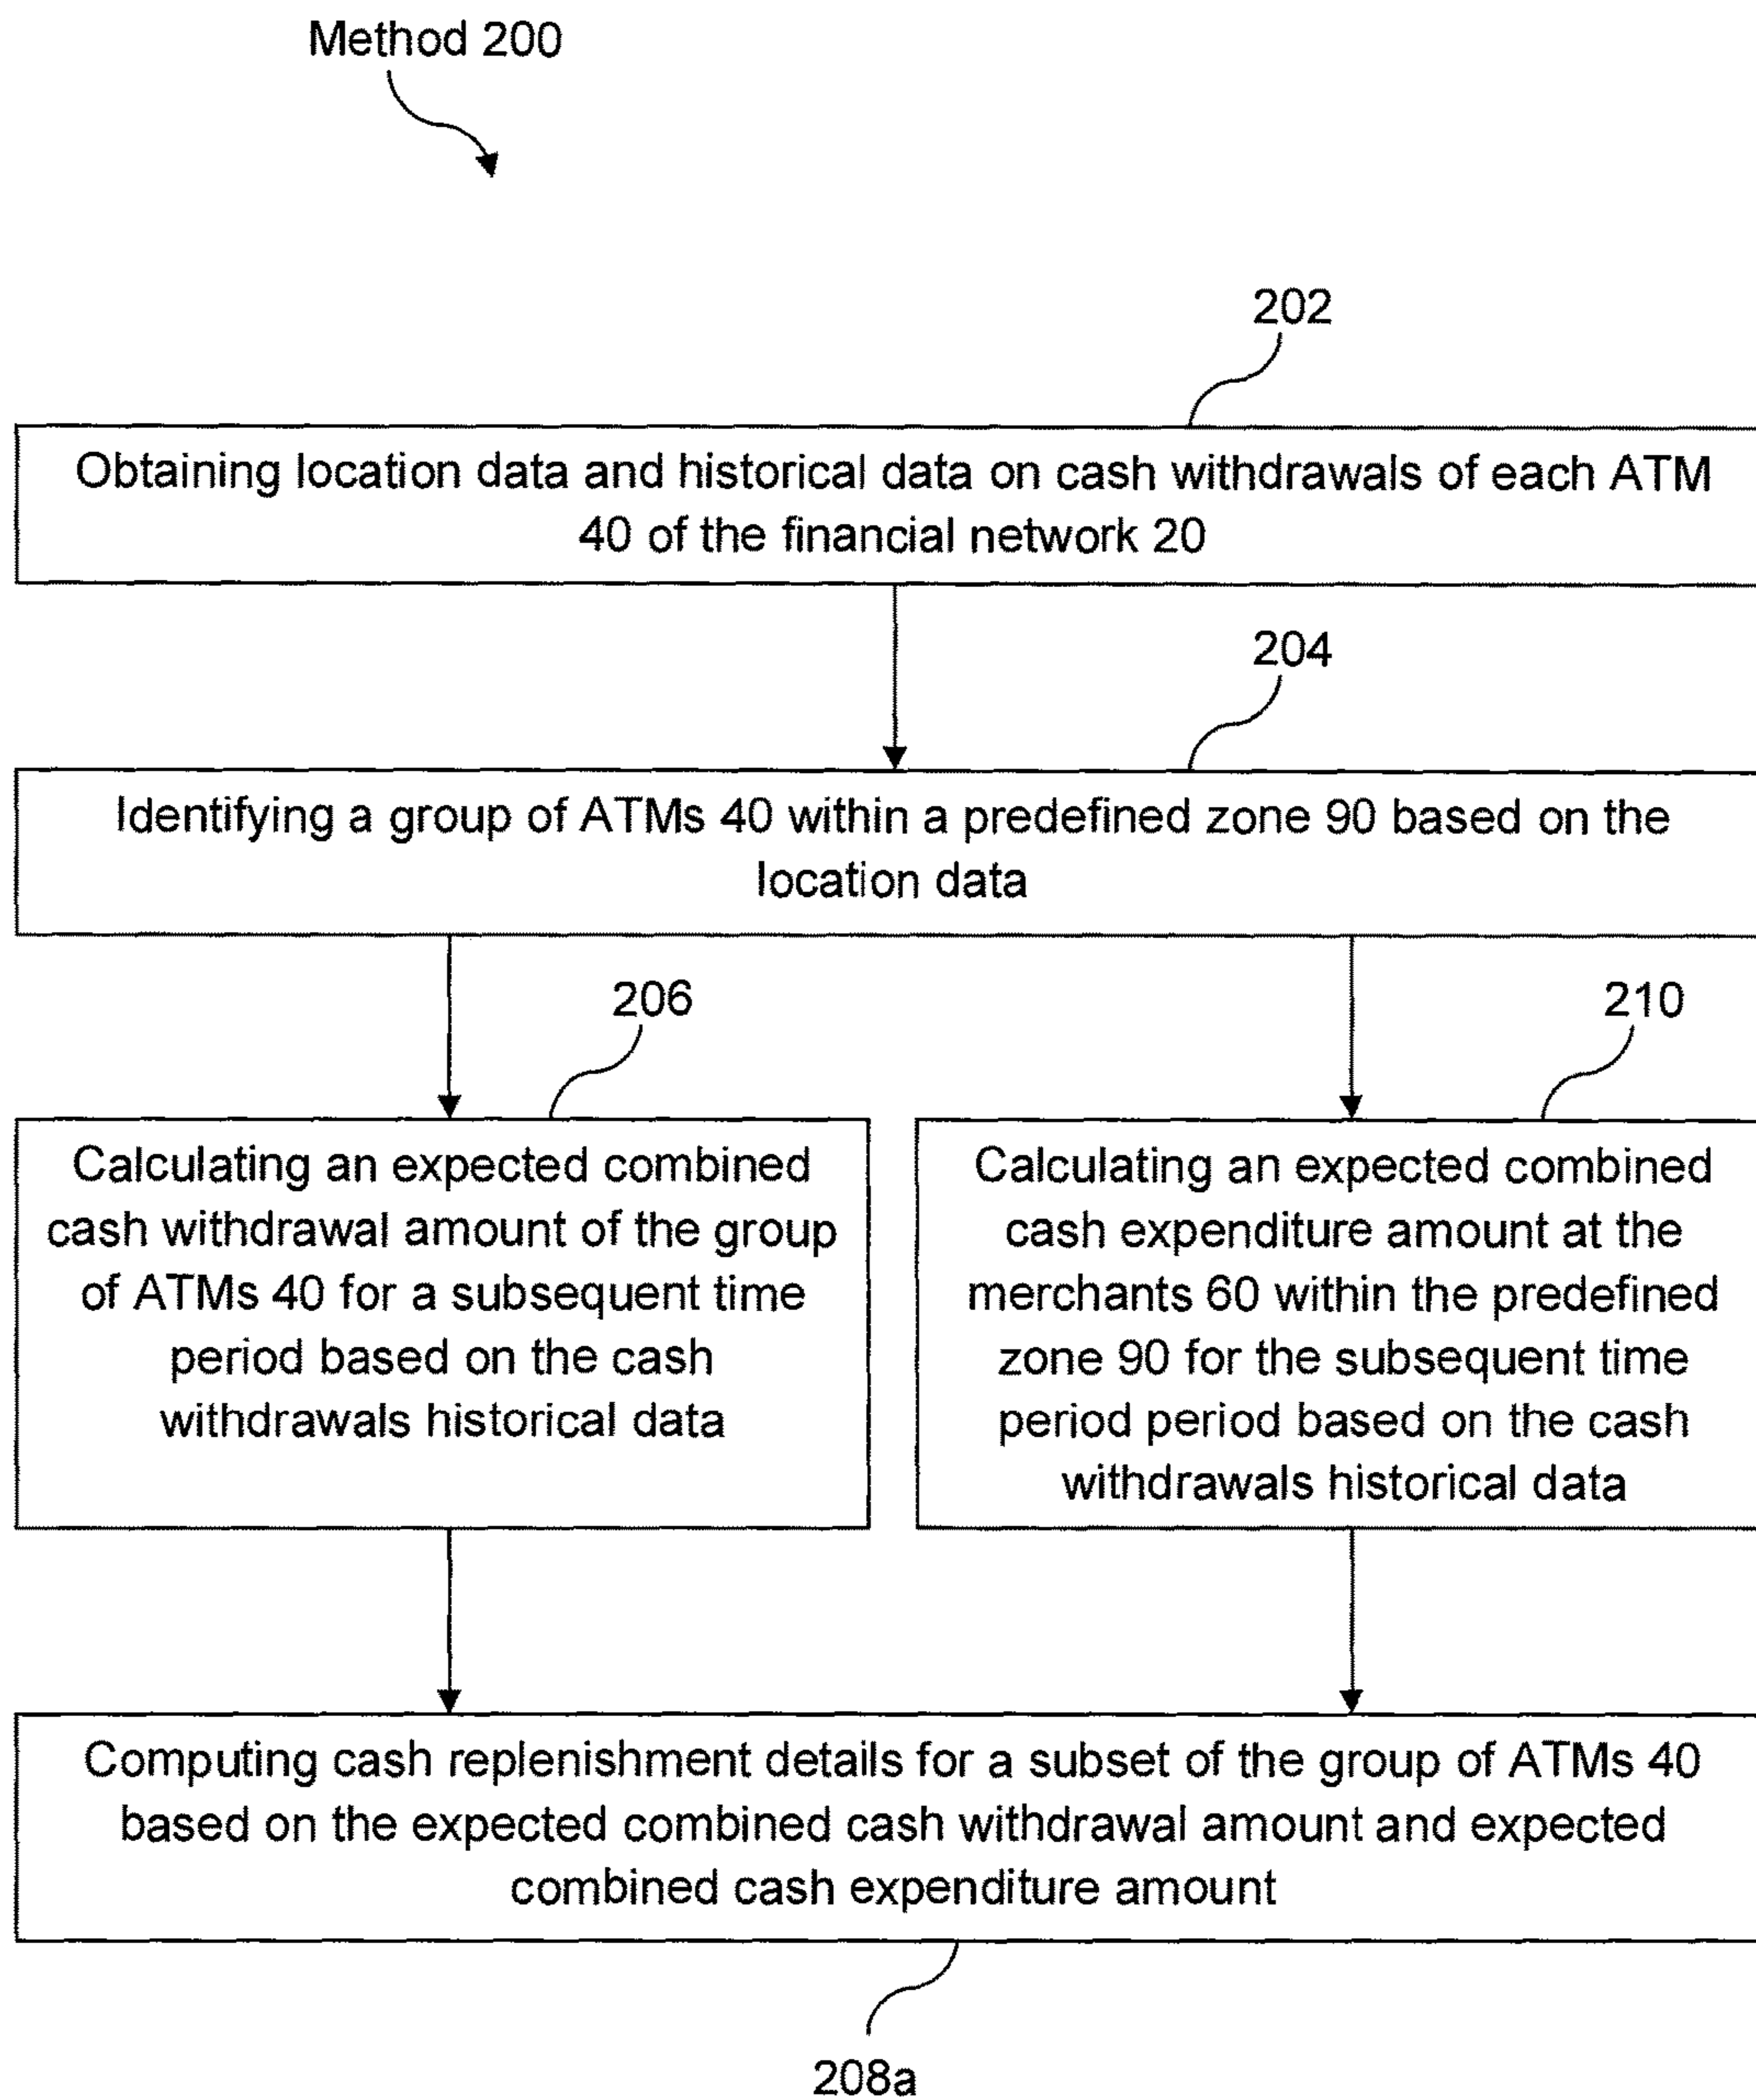 Method 200
202
Obtaining location data and historical data on cash withdrawals of each ATM
40 of the financial network 20
204
Identifying a group of ATMs 40 within a predefined zone 90 based on the
location data
206
Calculating an expected combined
cash withdrawal amount of the group
of ATMs 40 for a subsequent time
period based on the cash
withdrawals historical data
210
Calculating an expected combined
cash expenditure amount at the
merchants 60 within the predefined
zone 90 for the subsequent time
period period based on the cash
withdrawals historical data
Computing cash replenishment details for a subset of the group of ATMs 40
based on the expected combined cash withdrawal amount and expected
combined cash expenditure amount
208a